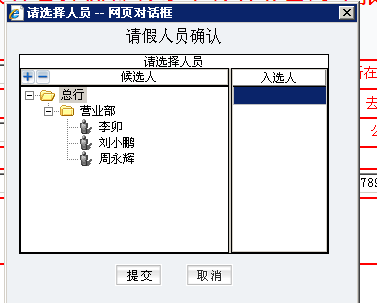 请选择人员 -- 网页对话框
请假人员确认
请选择人员
候选人
入选人
总行
营业部
李卯
刘小鹏
周永辉
提交
取消
所在
去
789